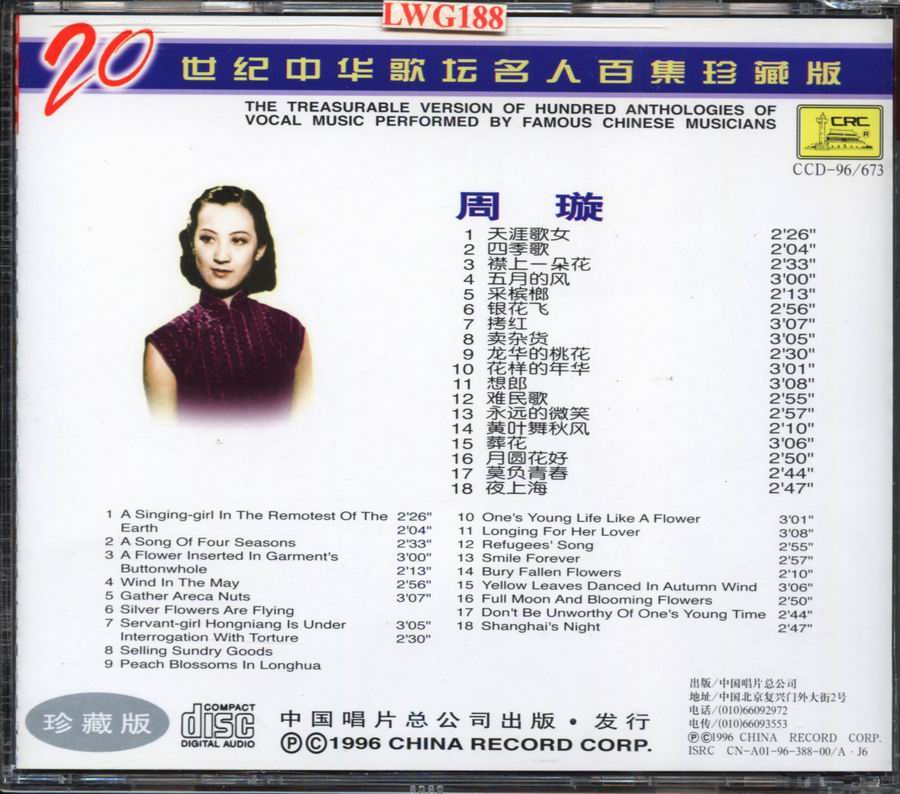 LWG188
20 世纪中华歌坛名人百集珍藏版
THE TREASURABLE VERSION OF HUNDRED ANTHOLOGIES OF
VOCAL MUSIC PERFORMED BY FAMOUS CHINESE MUSICIANS
CRC
R
CCD-96/673
周 璇
1 天涯歌女 2'26"
2 四季歌 2'04"
3 襟上一朵花 2'33"
4 五月的风 3'00"
5 采槟榔 2'13"
6 银花飞 2'56"
7 拷红 3'07"
8 卖杂货 3'05"
9 龙华的桃花 2'30"
10 花样的年华 3'01"
11 想郎 3'08"
12 难民歌 2'55"
13 永远的微笑 2'57"
14 黄叶舞秋风 2'10"
15 葬花 3'06"
16 月圆花好 2'50"
17 莫负青春 2'44"
18 夜上海 2'47"
1 A Singing-girl In The Remotest Of The 2'26"
Earth 2'04"
2 A Song Of Four Seasons 2'33"
3 A Flower Inserted In Garment's 3'00"
Buttonwhole 2'13"
4 Wind In The May 2'56"
5 Gather Areca Nuts 3'07"
6 Silver Flowers Are Flying
7 Servant-girl Hongniang Is Under 3'05"
Interrogation With Torture 2'30"
8 Selling Sundry Goods
9 Peach Blossoms In Longhua
10 One's Young Life Like A Flower 3'01"
11 Longing For Her Lover 3'08"
12 Refugees' Song 2'55"
13 Smile Forever 2'57"
14 Bury Fallen Flowers 2'10"
15 Yellow Leaves Danced In Autumn Wind 3'06"
16 Full Moon And Blooming Flowers 2'50"
17 Don't Be Unworthy Of One's Young Time 2'44"
18 Shanghai's Night 2'47"
珍藏版
COMPACT
disc
DIGITAL AUDIO
中国唱片总公司出版·发行
ⓅⒸ1996 CHINA RECORD CORP.
出版/中国唱片总公司
地址/中国北京复兴门外大街2号
电话/(010)66092972
电传/(010)66093553
ⓅⒸ1996 CHINA RECORD CORP.
ISRC CN-A01-96-388-00/A·J6